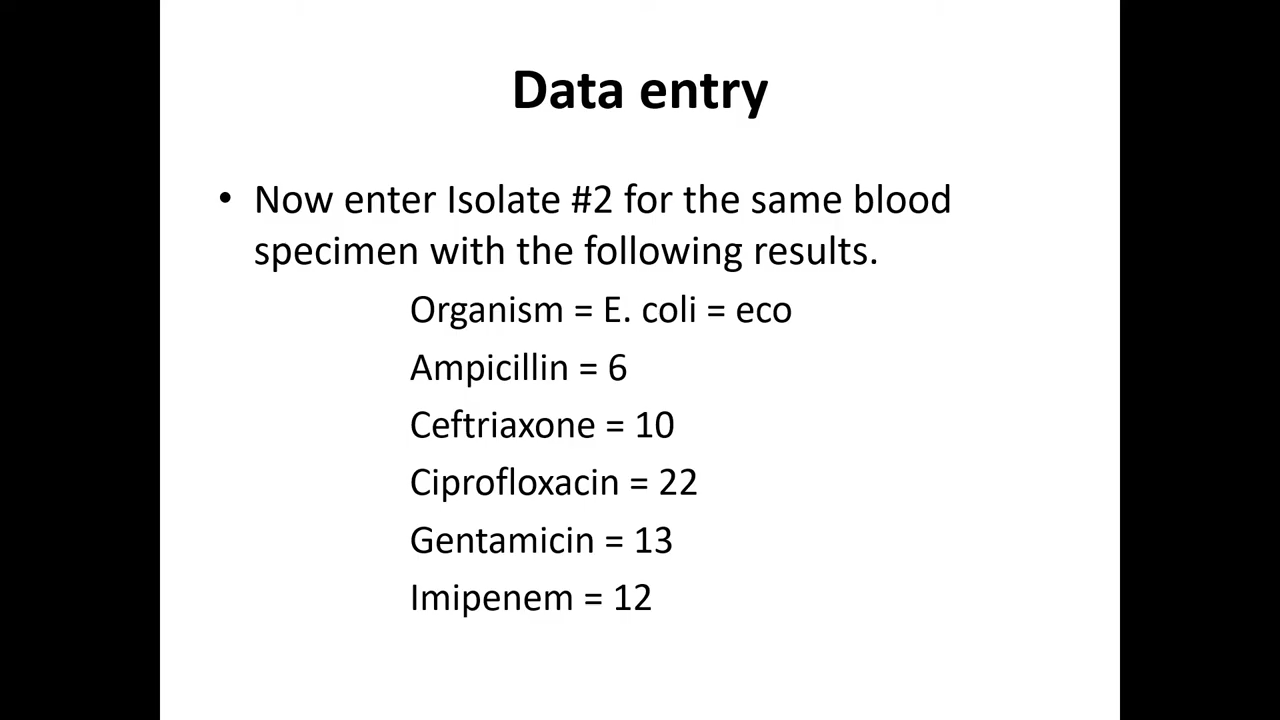 Data entry
• Now enter Isolate #2 for the same blood
specimen with the following results.
Organism = E. coli = eco
Ampicillin = 6
Ceftriaxone = 10
Ciprofloxacin = 22
Gentamicin = 13
Imipenem = 12